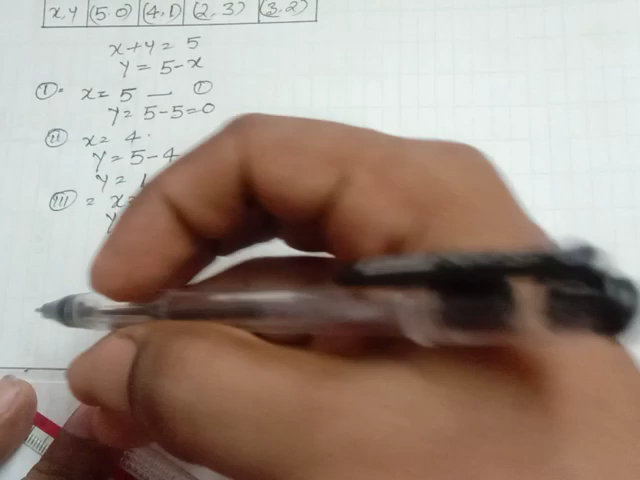 x,y (5,0) (4,1) (2,3) (3,2)
x+y = 5
y = 5-x
I = x = 5 — I
y = 5-5=0
II x = 4.
y = 5-4
y = 1
III = x=
y